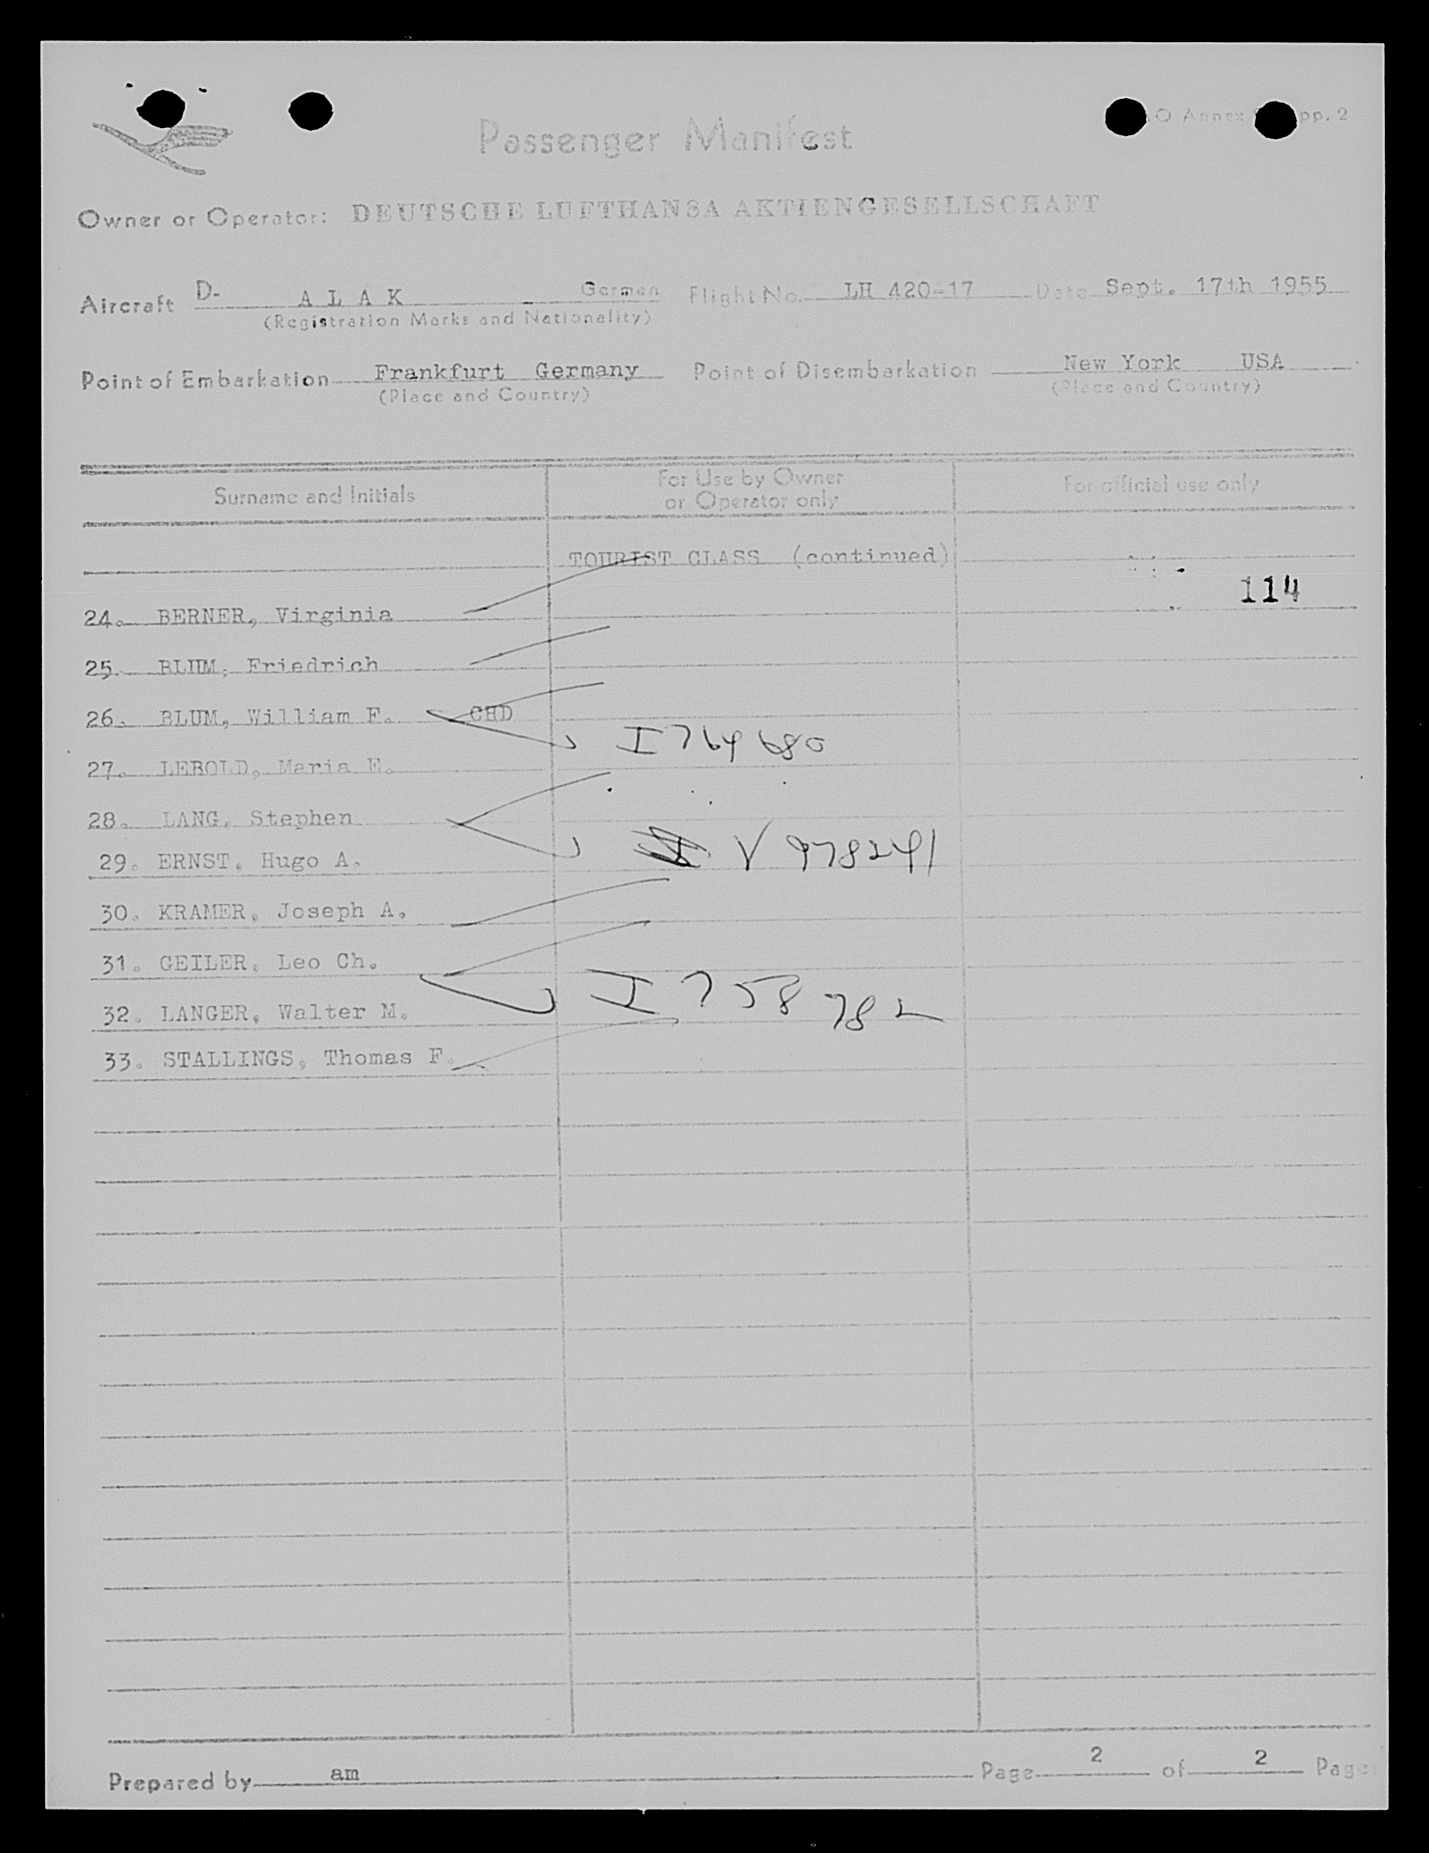 O Annex pp. 2
Passenger Manifest
Owner or Operator: DEUTSCHE LUFTHANSA AKTIENGESELLSCHAFT
Aircraft D- A L A K German Flight No. LH 420-17 Date Sept. 17th 1955
(Registration Marks and Nationality)
Point of Embarkation Frankfurt Germany Point of Disembarkation New York USA
(Place and Country) (Place and Country)
Surname and Initials For Use by Owner or Operator only For official use only
TOURIST CLASS (continued)
114
24. BERNER, Virginia
25. BLUM, Friedrich
26. BLUM, William F. CHD
I 764680
27. LEBOLD, Maria E.
28. LANG, Stephen
29. ERNST, Hugo A. V 978241
30. KRAMER, Joseph A.
31. GEILER, Leo Ch.
32. LANGER, Walter M. I 758782
33. STALLINGS, Thomas F.
Prepared by am Page 2 of 2 Page